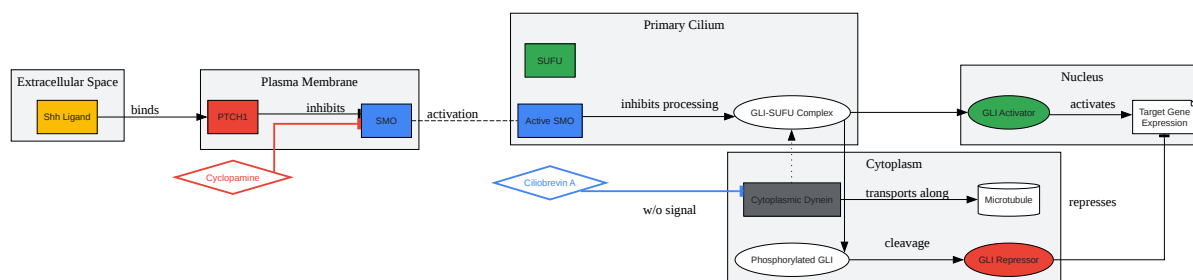 Primary Cilium
Extracellular Space
Plasma Membrane
Nucleus
SUFU
Shh Ligand
binds
PTCH1
inhibits
SMO
activation
Active SMO
inhibits processing
GLI-SUFU Complex
GLI Activator
activates
Target Gene
Expression
Cytoplasm
Cyclopamine
Ciliobrevin A
w/o signal
Cytoplasmic Dynein
transports along
Microtubule
represses
Phosphorylated GLI
cleavage
GLI Repressor